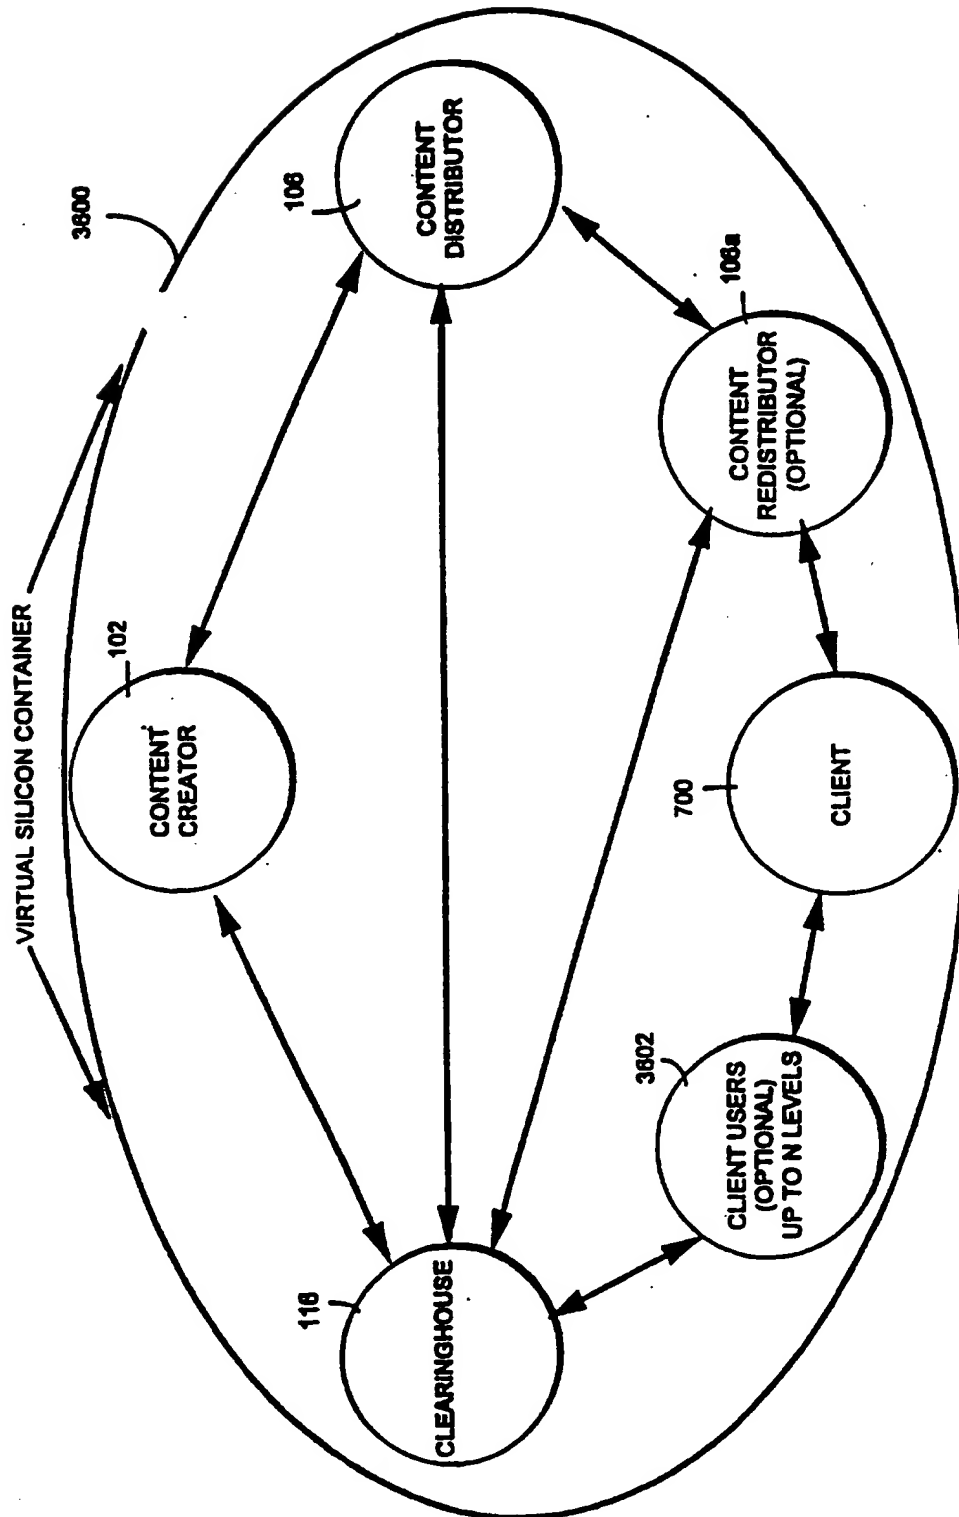 VIRTUAL SILICON CONTAINER
3600
102
CONTENT
CREATOR
106
CONTENT
DISTRIBUTOR
116
CLEARINGHOUSE
106a
CONTENT
REDISTRIBUTOR
(OPTIONAL)
3602
CLIENT USERS
(OPTIONAL)
UP TO N LEVELS
700
CLIENT